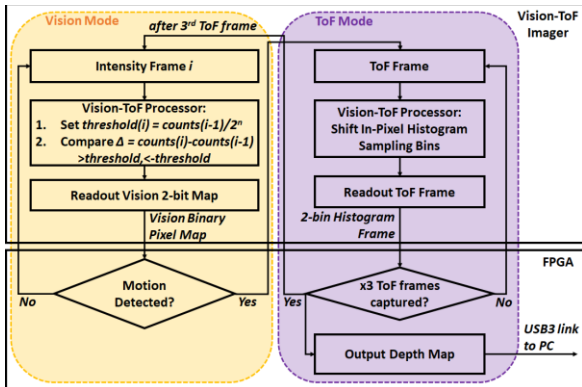 Vision Mode
after 3rd ToF frame
ToF Mode
Vision-ToF
Imager
Intensity Frame i
ToF Frame
Vision-ToF Processor:
1. Set threshold(i) = counts(i-1)/2ⁿ
2. Compare Δ = counts(i)-counts(i-1)
>threshold,<-threshold
Vision-ToF Processor:
Shift In-Pixel Histogram
Sampling Bins
Readout Vision 2-bit Map
Readout ToF Frame
Vision Binary
Pixel Map
2-bin Histogram
Frame
FPGA
Motion
Detected?
x3 ToF frames
captured?
No
Yes
Yes
No
Output Depth Map
USB3 link
to PC